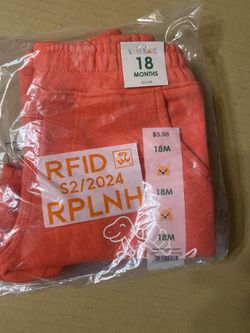 18
MONTHS
$3.98
18M
18M
18M
RFID
S2/2024
RPLNH